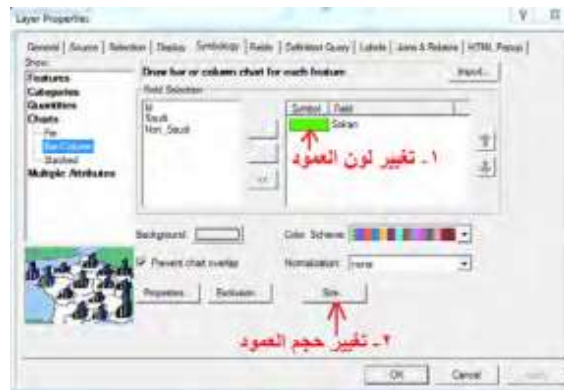 Layer Properties
General | Source | Selection | Display | Symbology | Fields | Definition Query | Labels | Joins & Relates | HTML Popup
Show:
Features
Categories
Quantities
Charts
Pie
Bar/Column
Stacked
Multiple Attributes
Draw bar or column chart for each feature
Import...
Field Selection
Id
Saudi
Non_Saudi
Symbol Field
Sokan
١- تغيير لون العمود
<<
Background:
Color Scheme:
Prevent chart overlap
Normalization: none
Properties...
Exclusion...
Size...
٢- تغيير حجم العمود
OK
Cancel
Apply